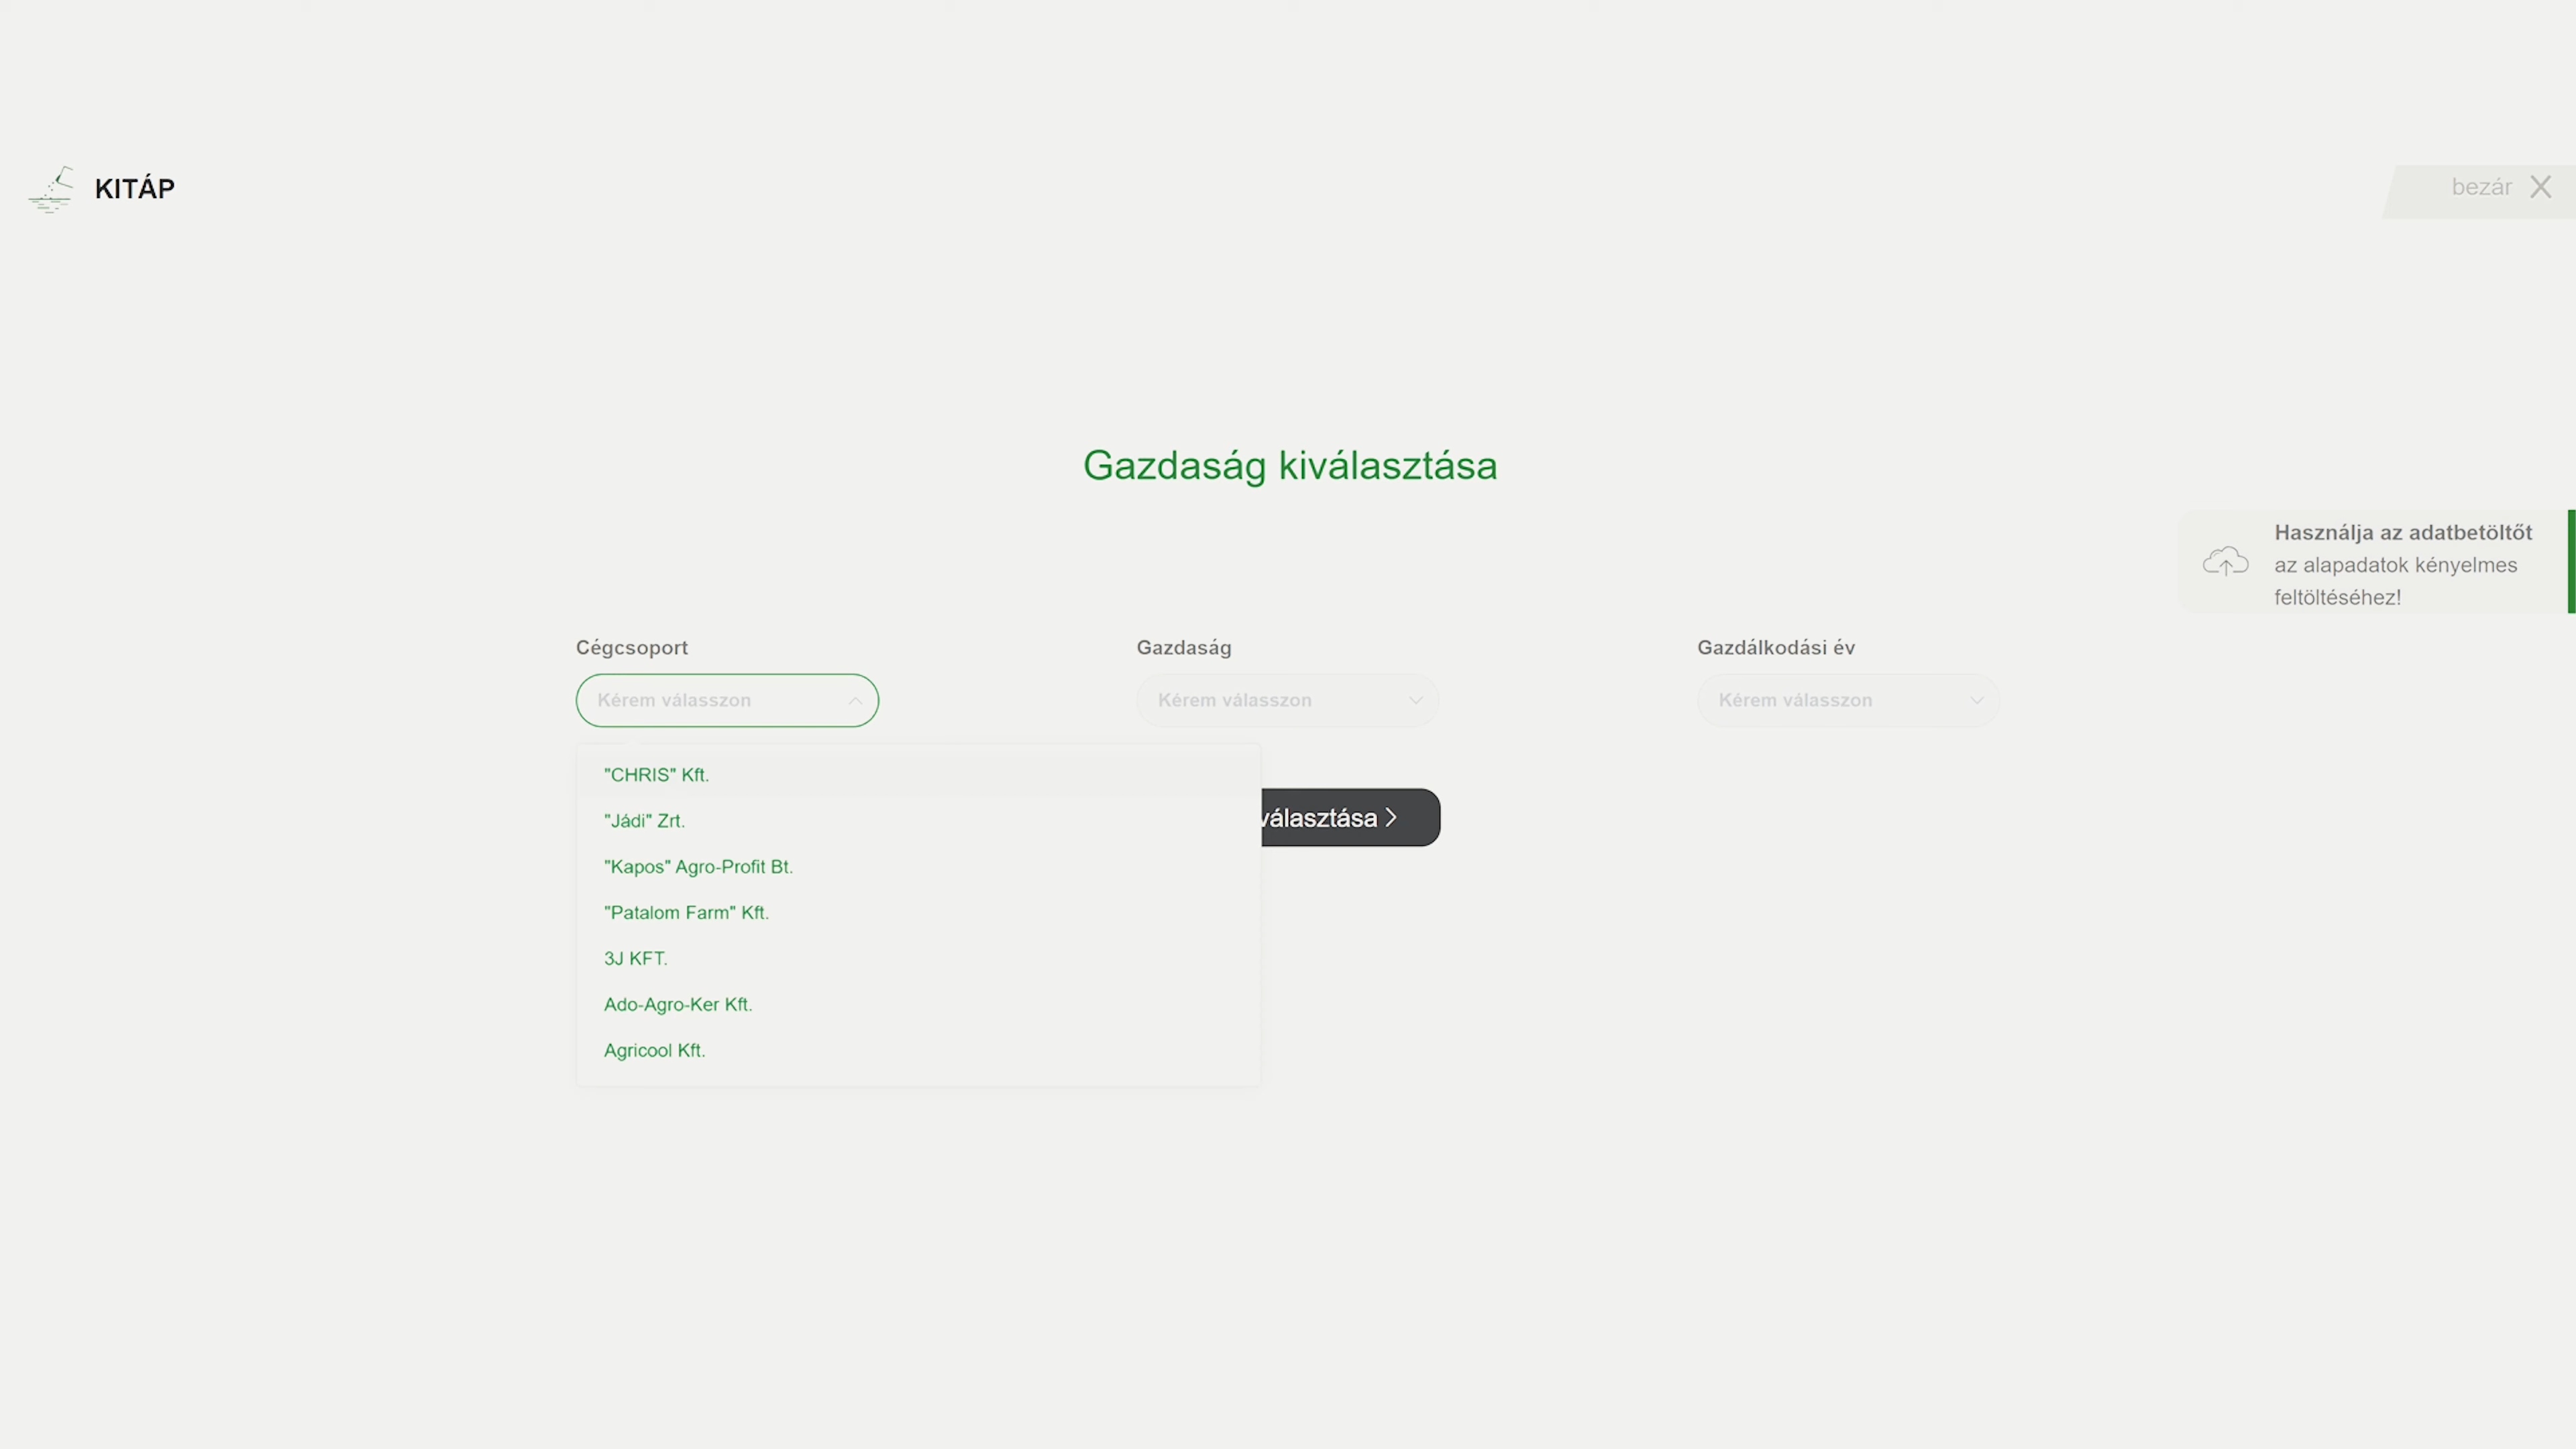 KITÁP
bezár
Gazdaság kiválasztása
Használja az adatbetöltőt
az alapadatok kényelmes
feltöltéséhez!
Cégcsoport
Gazdaság
Gazdálkodási év
Kérem válasszon
Kérem válasszon
Kérem válasszon
"CHRIS" Kft.
választása
"Jádi" Zrt.
"Kapos" Agro-Profit Bt.
"Patalom Farm" Kft.
3J KFT.
Ado-Agro-Ker Kft.
Agricool Kft.